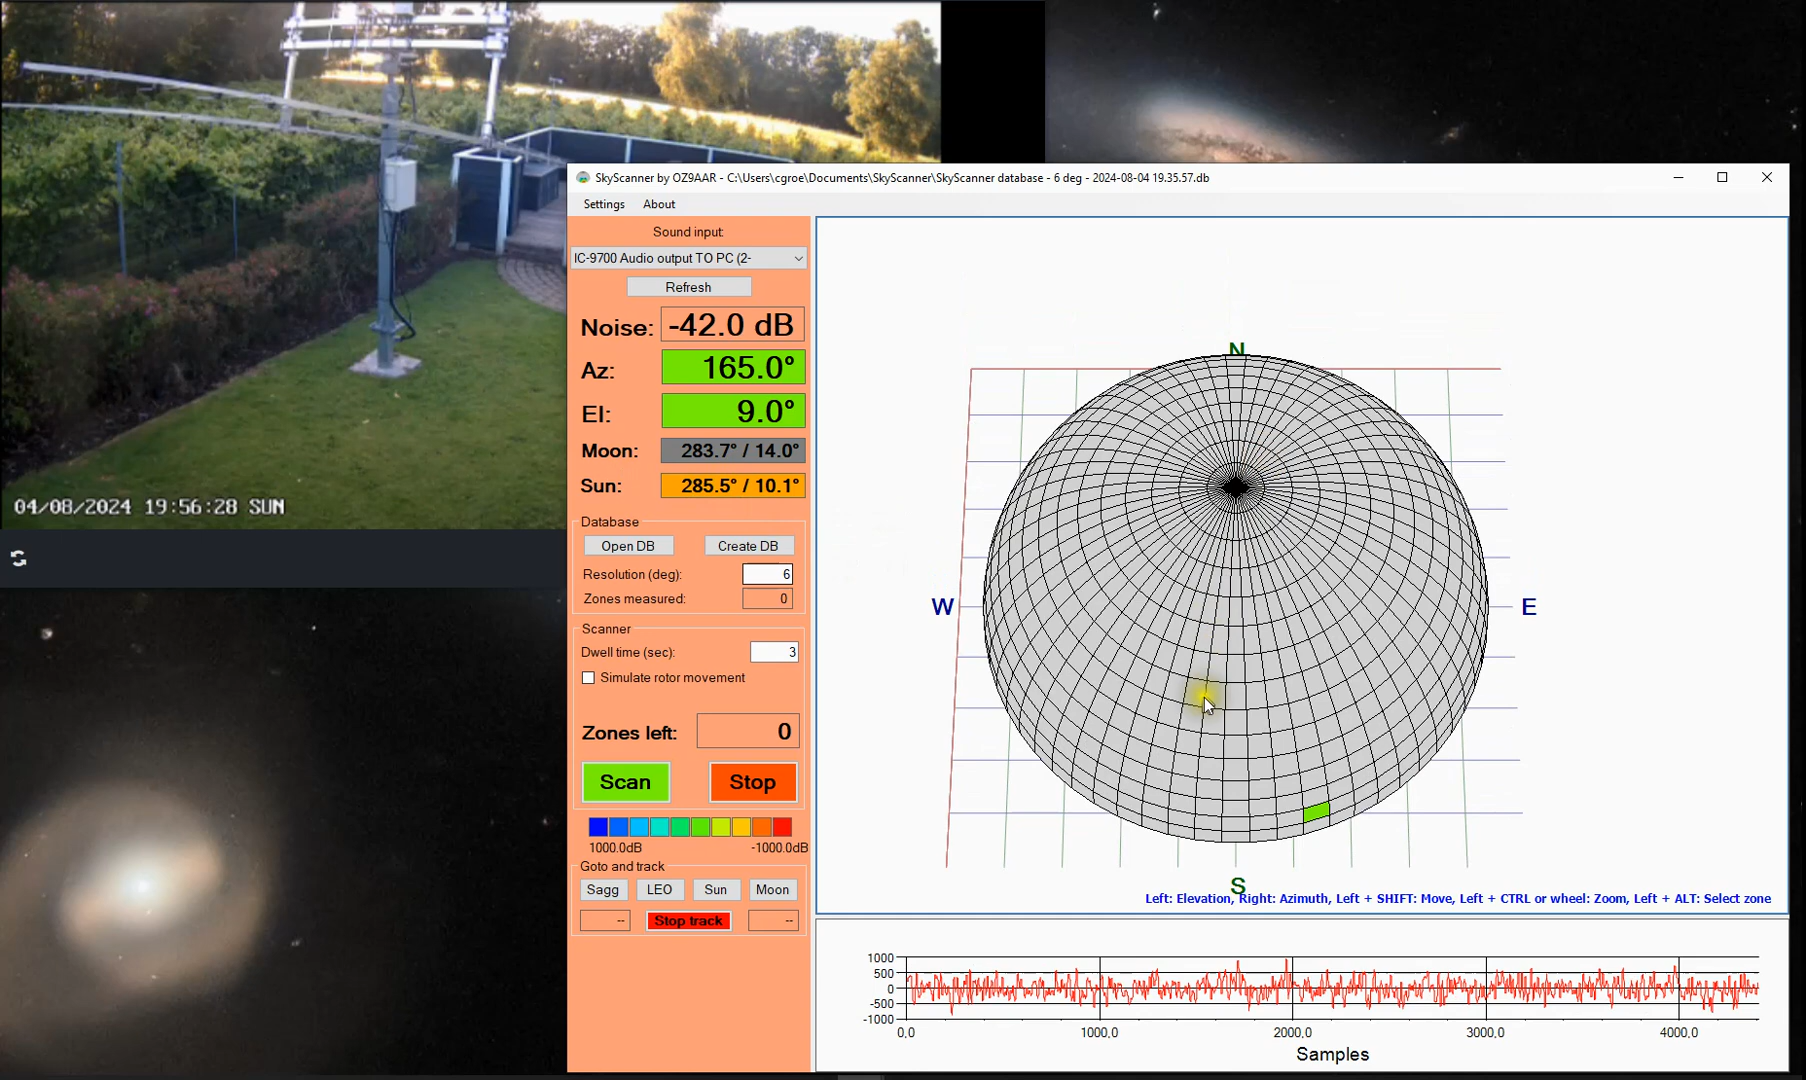 SkyScanner by OZ9AAR - C:\Users\cgroe\Documents\SkyScanner\SkyScanner database - 6 deg - 2024-08-04 19.35.57.db
Settings About
Sound input:
IC-9700 Audio output TO PC (2-
Refresh
Noise: -42.0 dB
Az: 165.0°
El: 9.0°
Moon: 283.7° / 14.0°
Sun: 285.5° / 10.1°
04/08/2024 19:56:28 SUN
Database
Open DB Create DB
Resolution (deg): 6
Zones measured: 0
Scanner
Dwell time (sec): 3
Simulate rotor movement
Zones left: 0
Scan Stop
1000.0dB -1000.0dB
Goto and track
Sagg LEO Sun Moon
-- Stop track --
N
W E
S
Left: Elevation, Right: Azimuth, Left + SHIFT: Move, Left + CTRL or wheel: Zoom, Left + ALT: Select zone
1000
500
0
-500
-1000
0,0 1000,0 2000,0 3000,0 4000,0
Samples